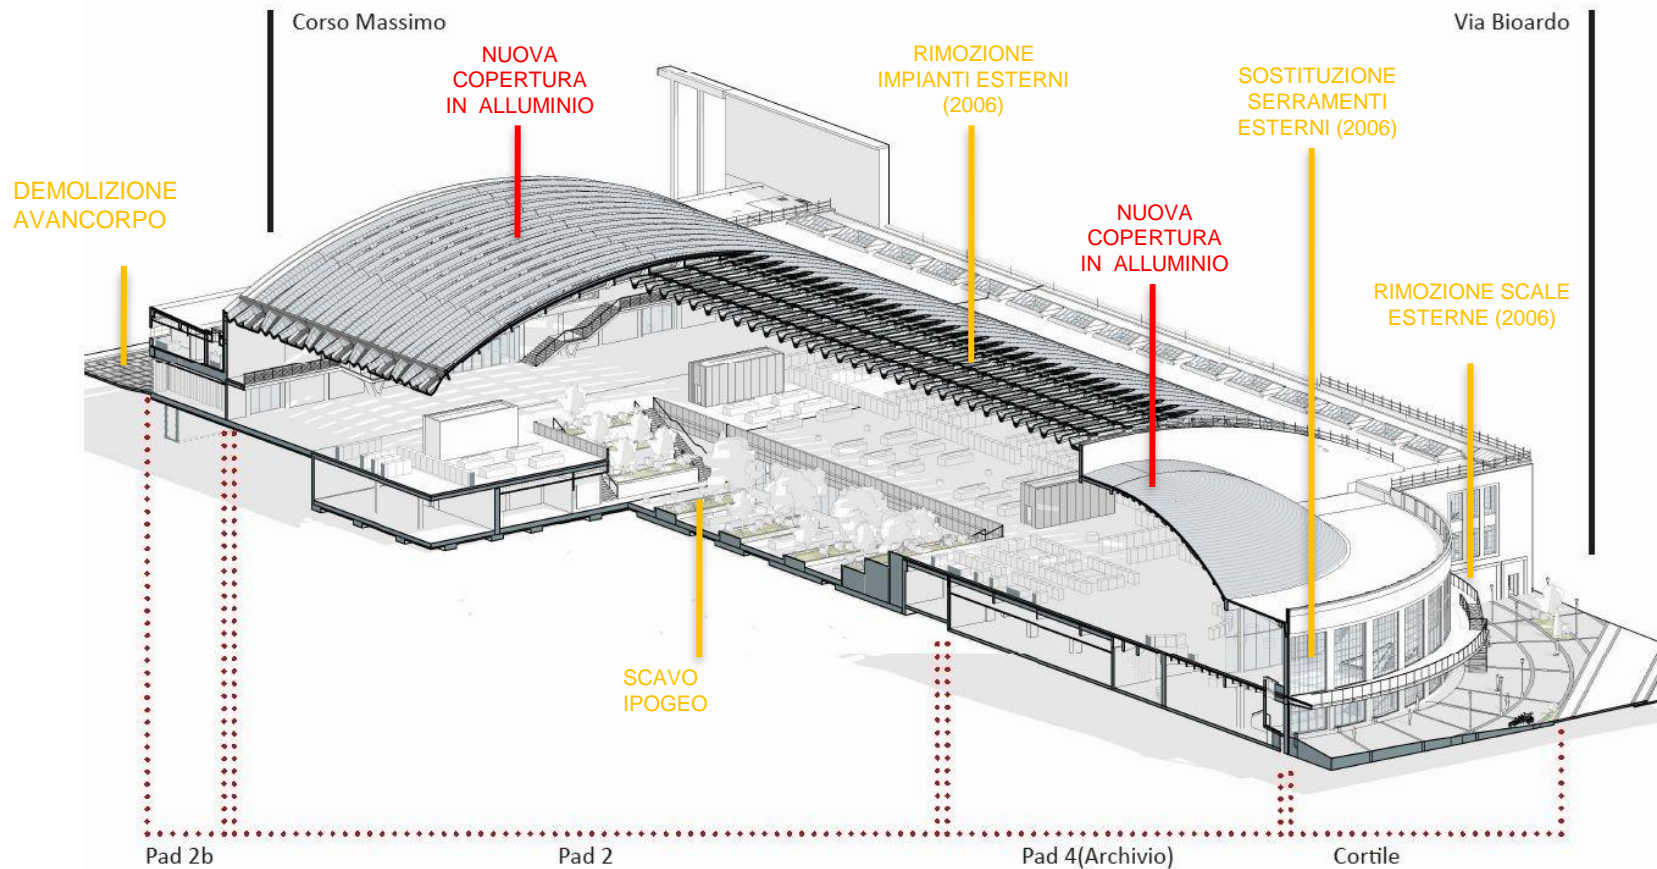 Corso Massimo
Via Bioardo
NUOVA
COPERTURA
IN ALLUMINIO
RIMOZIONE
IMPIANTI ESTERNI
(2006)
SOSTITUZIONE
SERRAMENTI
ESTERNI (2006)
DEMOLIZIONE
AVANCORPO
NUOVA
COPERTURA
IN ALLUMINIO
RIMOZIONE SCALE
ESTERNE (2006)
SCAVO
IPOGEO
Pad 2b
Pad 2
Pad 4(Archivio)
Cortile